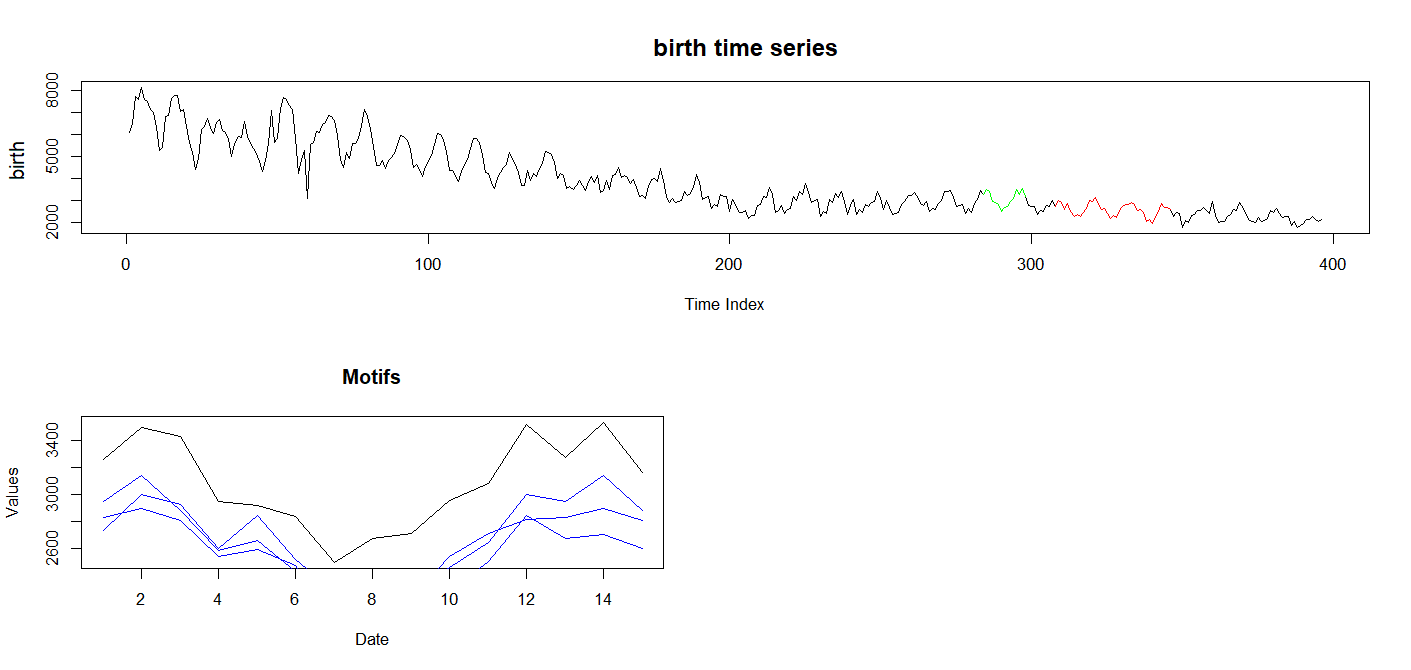 birth time series
birth
8000
5000
2000
0 100 200 300 400
Time Index
Motifs
Values
3400
3000
2600
2 4 6 8 10 12 14
Date